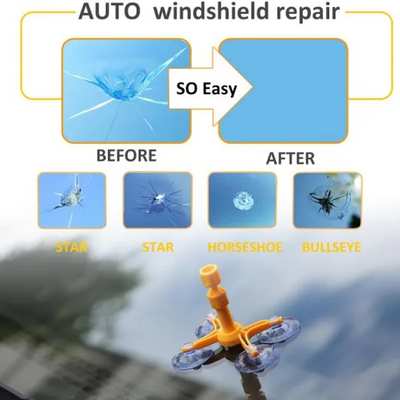 AUTO windshield repair
SO Easy
BEFORE
AFTER
STAR
STAR
HORSESHOE
BULLSEYE